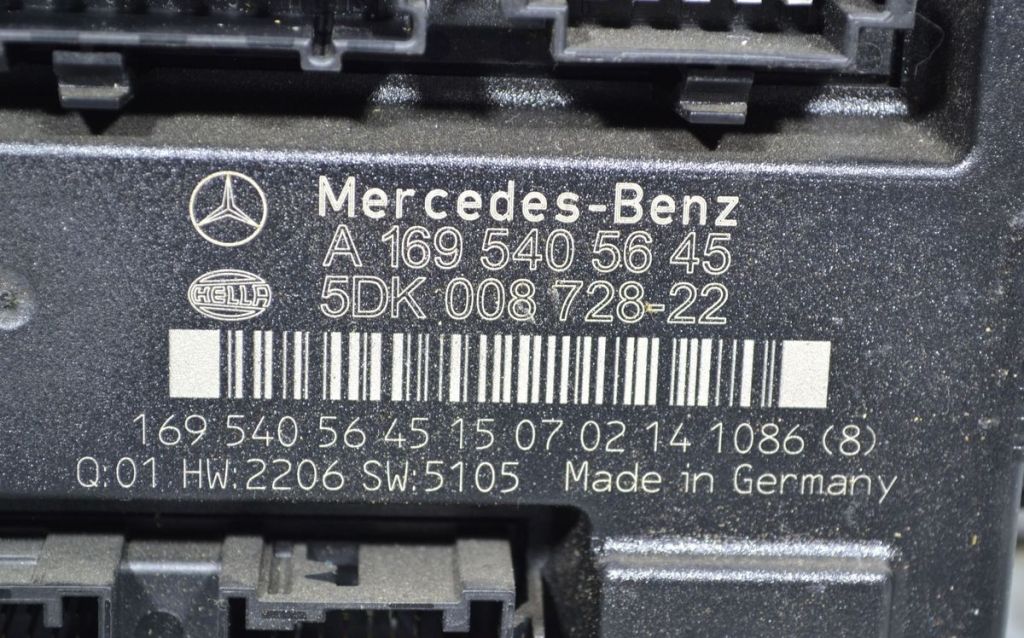 Mercedes-Benz
A 169 540 56 45
HELLA
5DK 008 728-22
169 540 56 45 15 07 02 14 1086 (8)
Q:01 HW:2206 SW:5105 Made in Germany